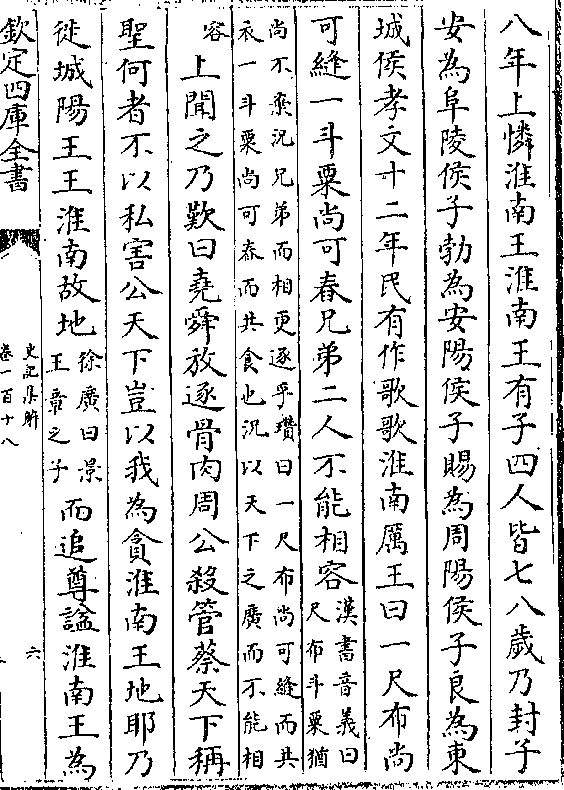 八年上憐淮南王淮南王有子四人皆七八歲乃封子
安為阜陵侯子勃為安陽侯子賜為周陽侯子良為東
城侯孝文十二年民有作歌歌淮南厲王曰一尺布尚
可縫一斗粟尚可舂兄弟二人不能相容漢書音義曰尺布斗粟猶
尚不棄況兄弟而相更逐乎瓚曰一尺布尚可縫而共
衣一斗粟尚可舂而共食也況以天下之廣而不能相
容上聞之乃歎曰堯舜放逐骨肉周公殺管蔡天下稱
聖何者不以私害公天下豈以我為貪淮南王地耶乃
徙城陽王王淮南故地徐廣曰景王章之子而追尊諡淮南王為
欽定四庫全書
史記集解
卷一百十八
六